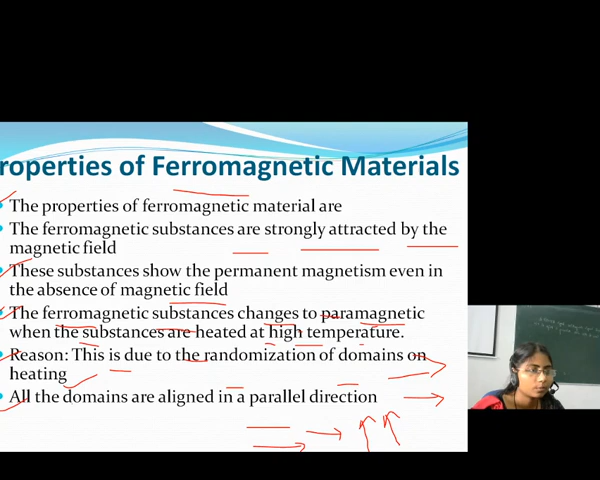 roperties of Ferromagnetic Materials
The properties of ferromagnetic material are
The ferromagnetic substances are strongly attracted by the
magnetic field
These substances show the permanent magnetism even in
the absence of magnetic field
The ferromagnetic substances changes to paramagnetic
when the substances are heated at high temperature.
Reason: This is due to the randomization of domains on
heating
All the domains are aligned in a parallel direction